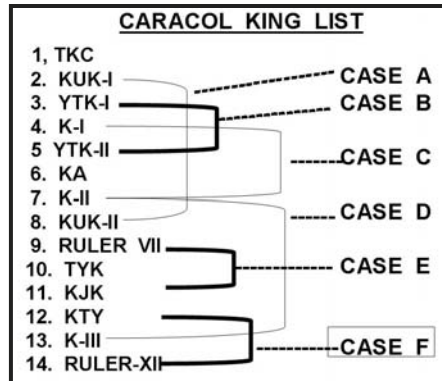 CARACOL KING LIST
1, TKC
2. KUK-I
3. YTK-I
4. K-I
5 YTK-II
6. KA
7. K-II
8. KUK-II
9. RULER VII
10. TYK
11. KJK
12. KTY
13. K-III
14. RULER-XII
CASE A
CASE B
CASE C
CASE D
CASE E
CASE F